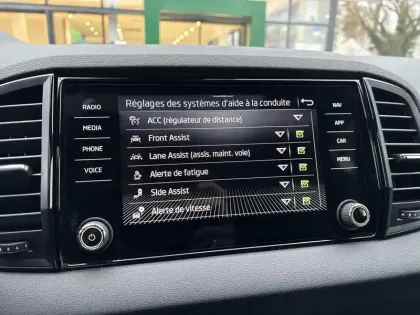 Réglages des systèmes d'aide à la conduite
RADIO
MEDIA
PHONE
VOICE
ACC (régulateur de distance)
Front Assist
Lane Assist (assis. maint. voie)
Alerte de fatigue
Side Assist
Alerte de vitesse
NAV
APP
CAR
MENU